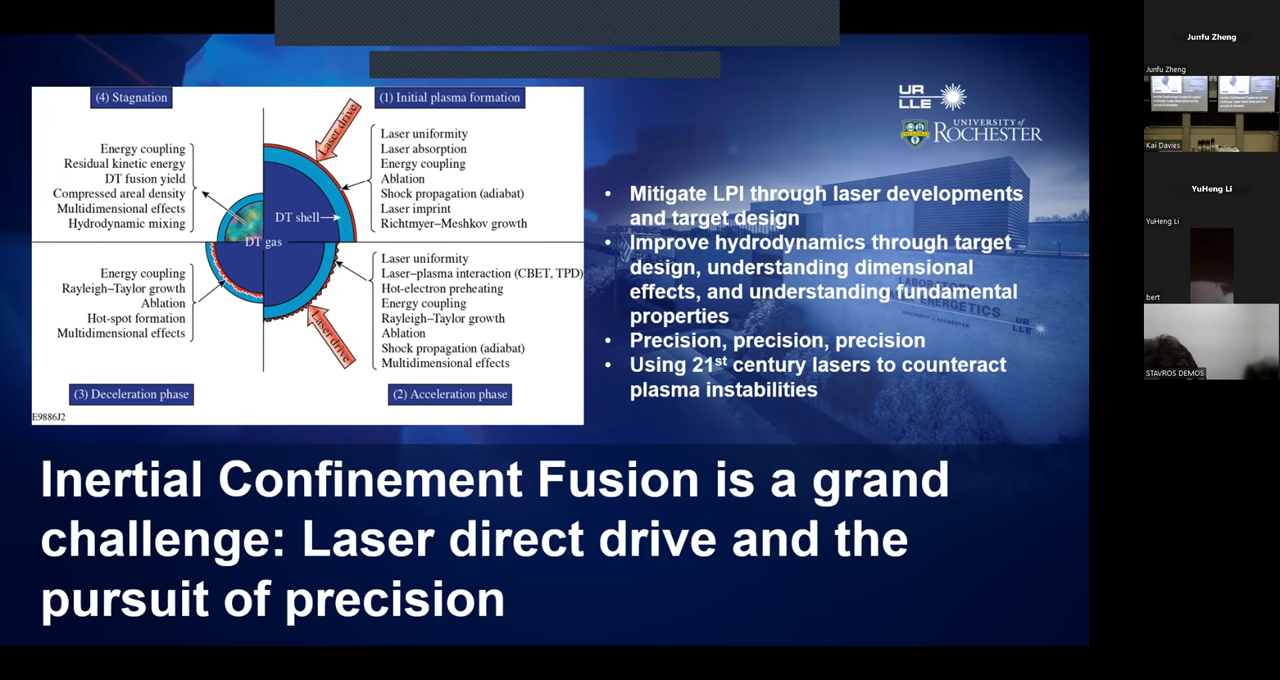 (4) Stagnation
Energy coupling
Residual kinetic energy
DT fusion yield
Compressed areal density
Multidimensional effects
Hydrodynamic mixing
(1) Initial plasma formation
Laser drive
Laser uniformity
Laser absorption
Energy coupling
Ablation
Shock propagation (adiabat)
Laser imprint
Richtmyer–Meshkov growth
DT shell
DT gas
Energy coupling
Rayleigh–Taylor growth
Ablation
Hot-spot formation
Multidimensional effects
(3) Deceleration phase
Laser drive
Laser uniformity
Laser–plasma interaction (CBET, TPD)
Hot-electron preheating
Energy coupling
Rayleigh–Taylor growth
Ablation
Shock propagation (adiabat)
Multidimensional effects
(2) Acceleration phase
E9886J2
UR
LLE
UNIVERSITY of
ROCHESTER
• Mitigate LPI through laser developments
and target design
• Improve hydrodynamics through target
design, understanding dimensional
effects, and understanding fundamental
properties
• Precision, precision, precision
• Using 21st century lasers to counteract
plasma instabilities
Inertial Confinement Fusion is a grand
challenge: Laser direct drive and the
pursuit of precision
Junfu Zheng
Junfu Zheng
Kai Davies
YuHeng Li
YuHeng Li
bert
STAVROS DEMOS